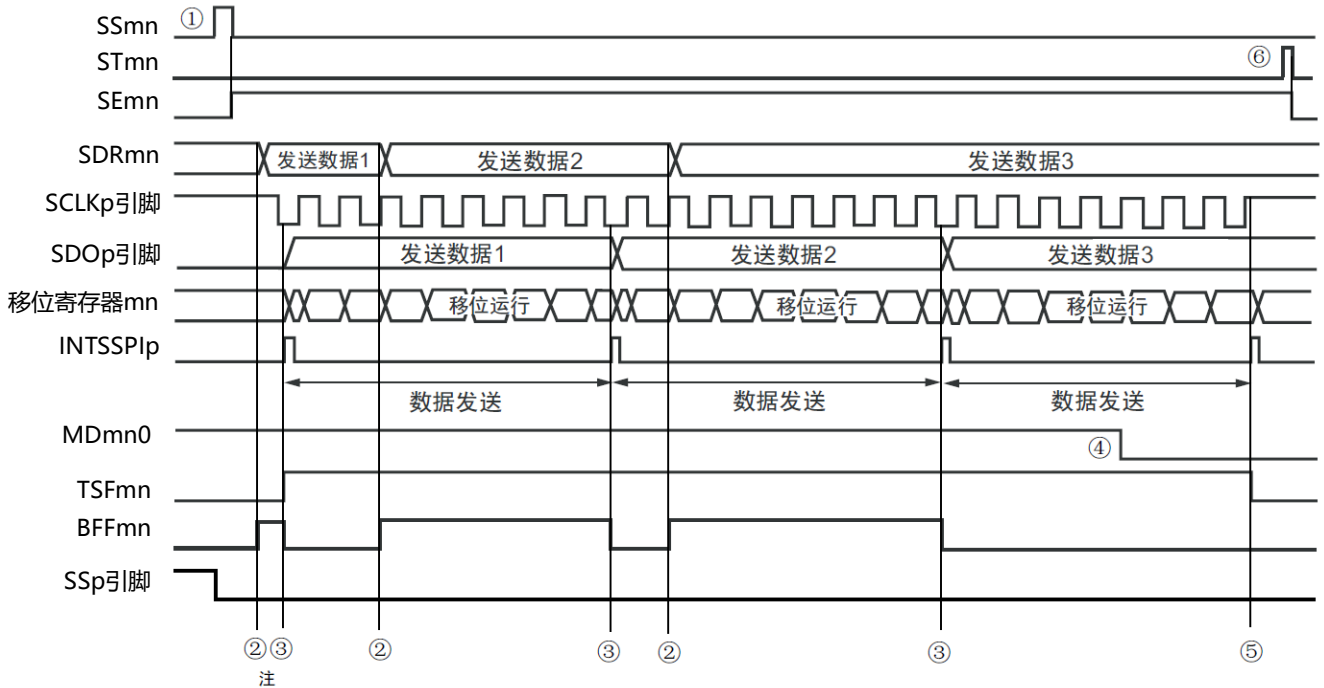 SSmn ①
STmn ⑥
SEmn
SDRmn 发送数据1 发送数据2 发送数据3
SCLKp引脚
SDOp引脚 发送数据1 发送数据2 发送数据3
移位寄存器mn 移位运行 移位运行 移位运行
INTSSPIp
数据发送 数据发送 数据发送
MDmn0 ④
TSFmn
BFFmn
SSp引脚
②③ ② ③ ② ③ ⑤
注